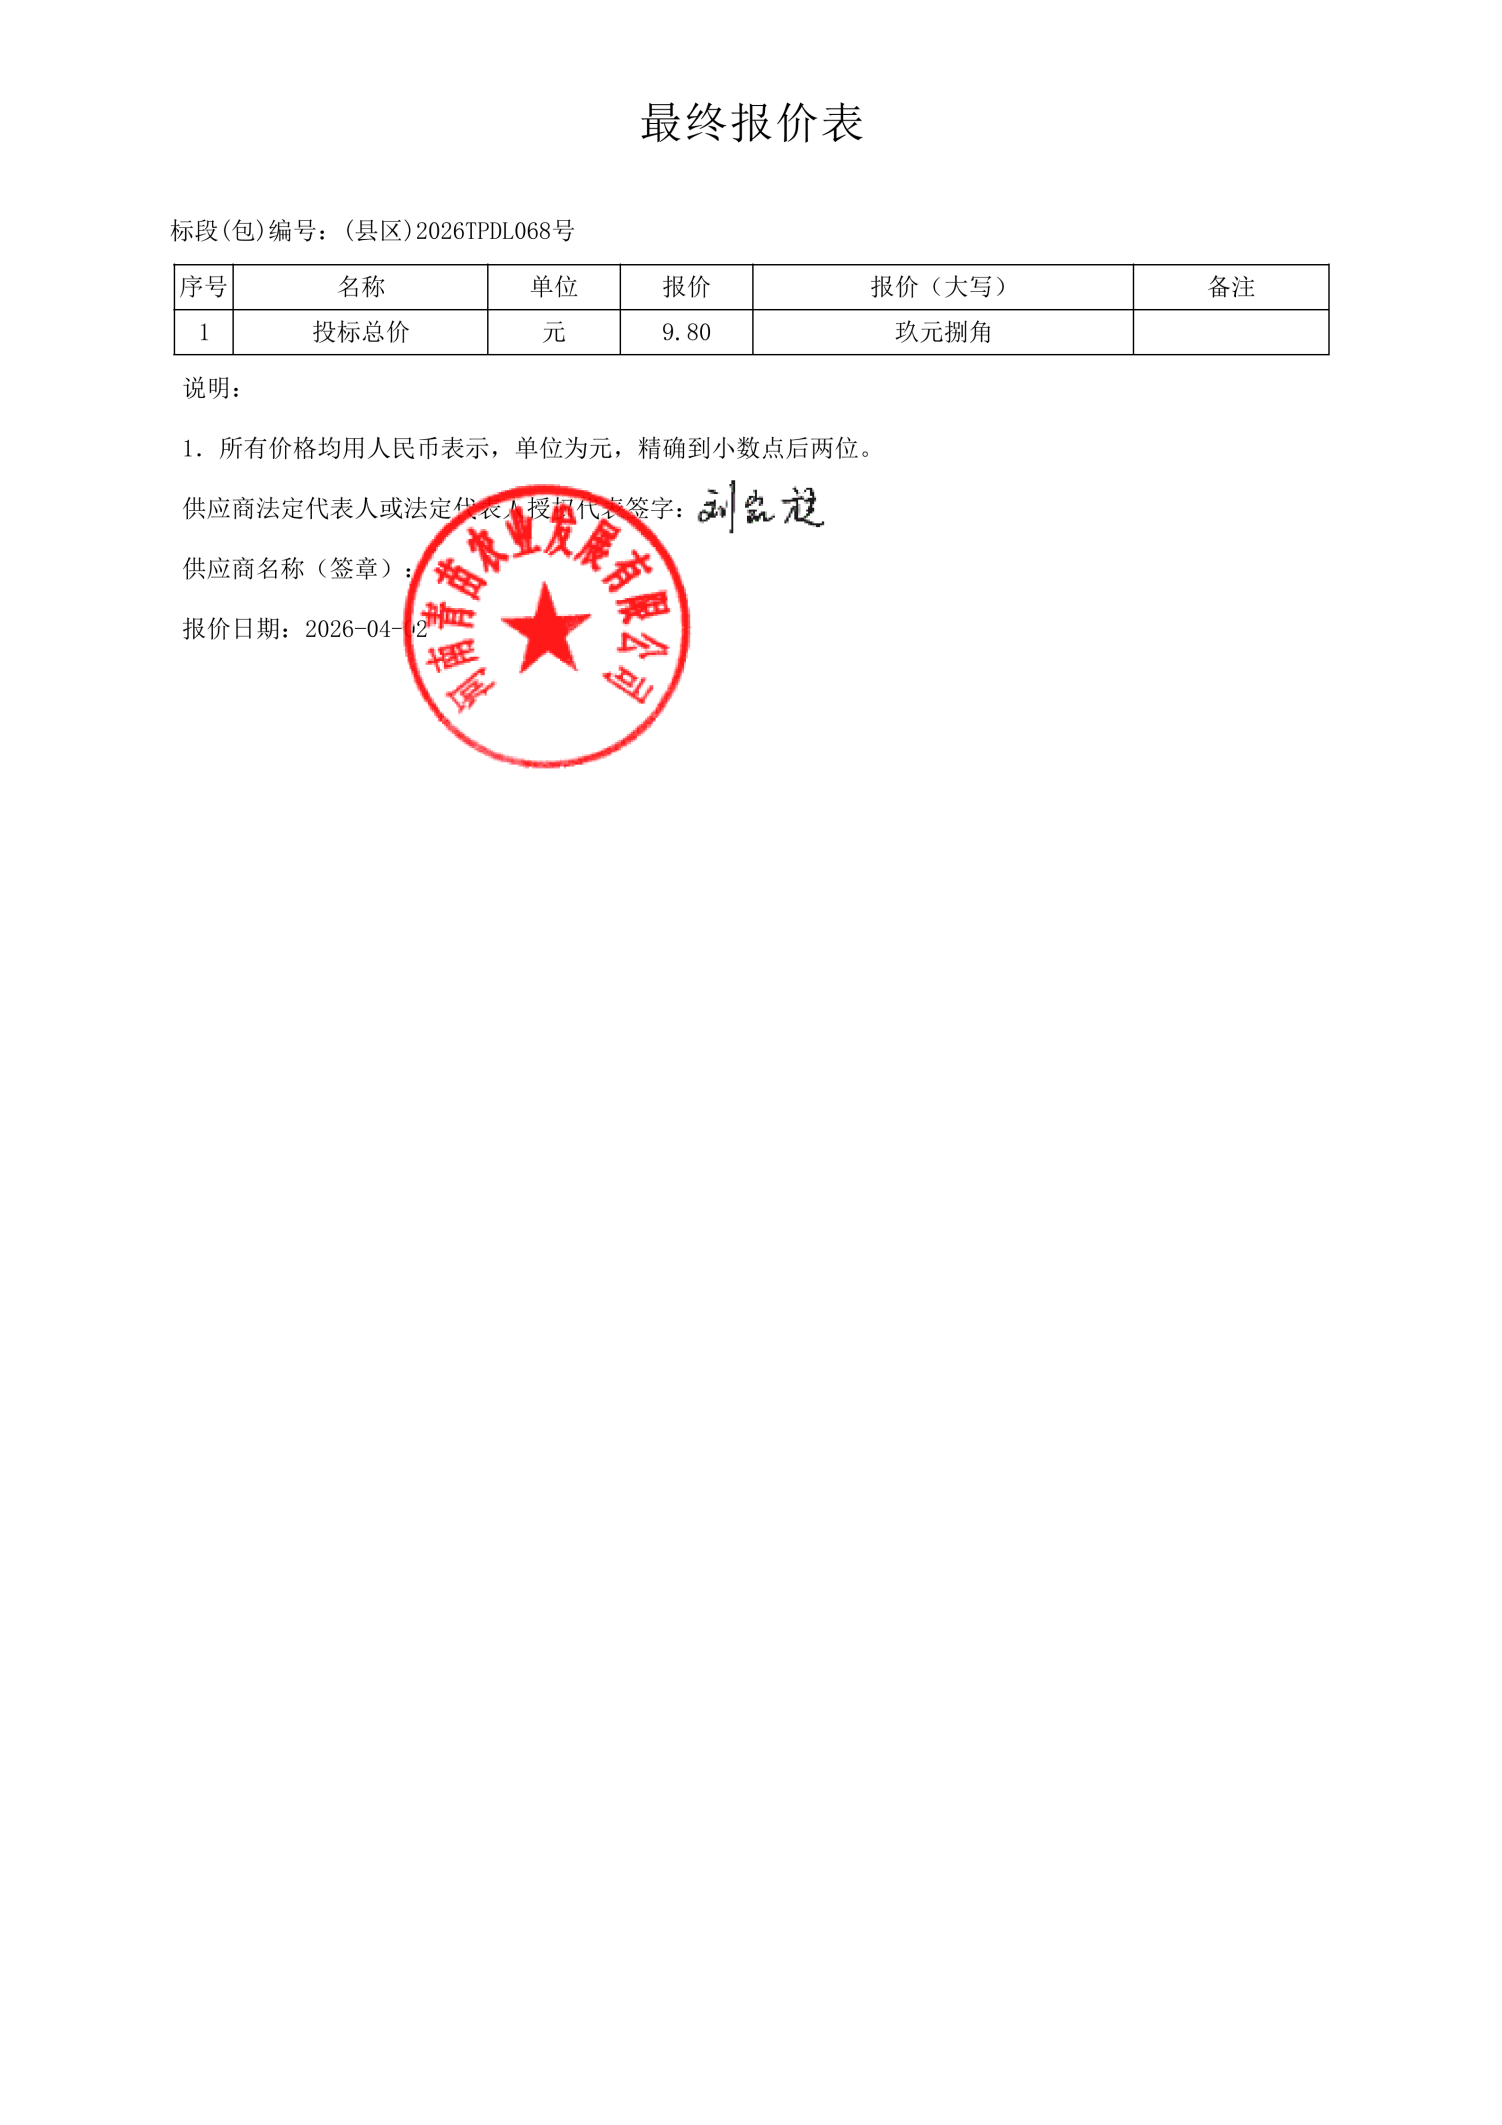 最终报价表
标段(包)编号：(县区)2026TPDL068号
序号 名称 单位 报价 报价（大写） 备注
1 投标总价 元 9.80 玖元捌角
说明：
1. 所有价格均用人民币表示，单位为元，精确到小数点后两位。
供应商法定代表人或法定代表人授权代表签字：刘
供应商名称（签章）：
河南青苗农业发展有限公司
报价日期：2026-04-02